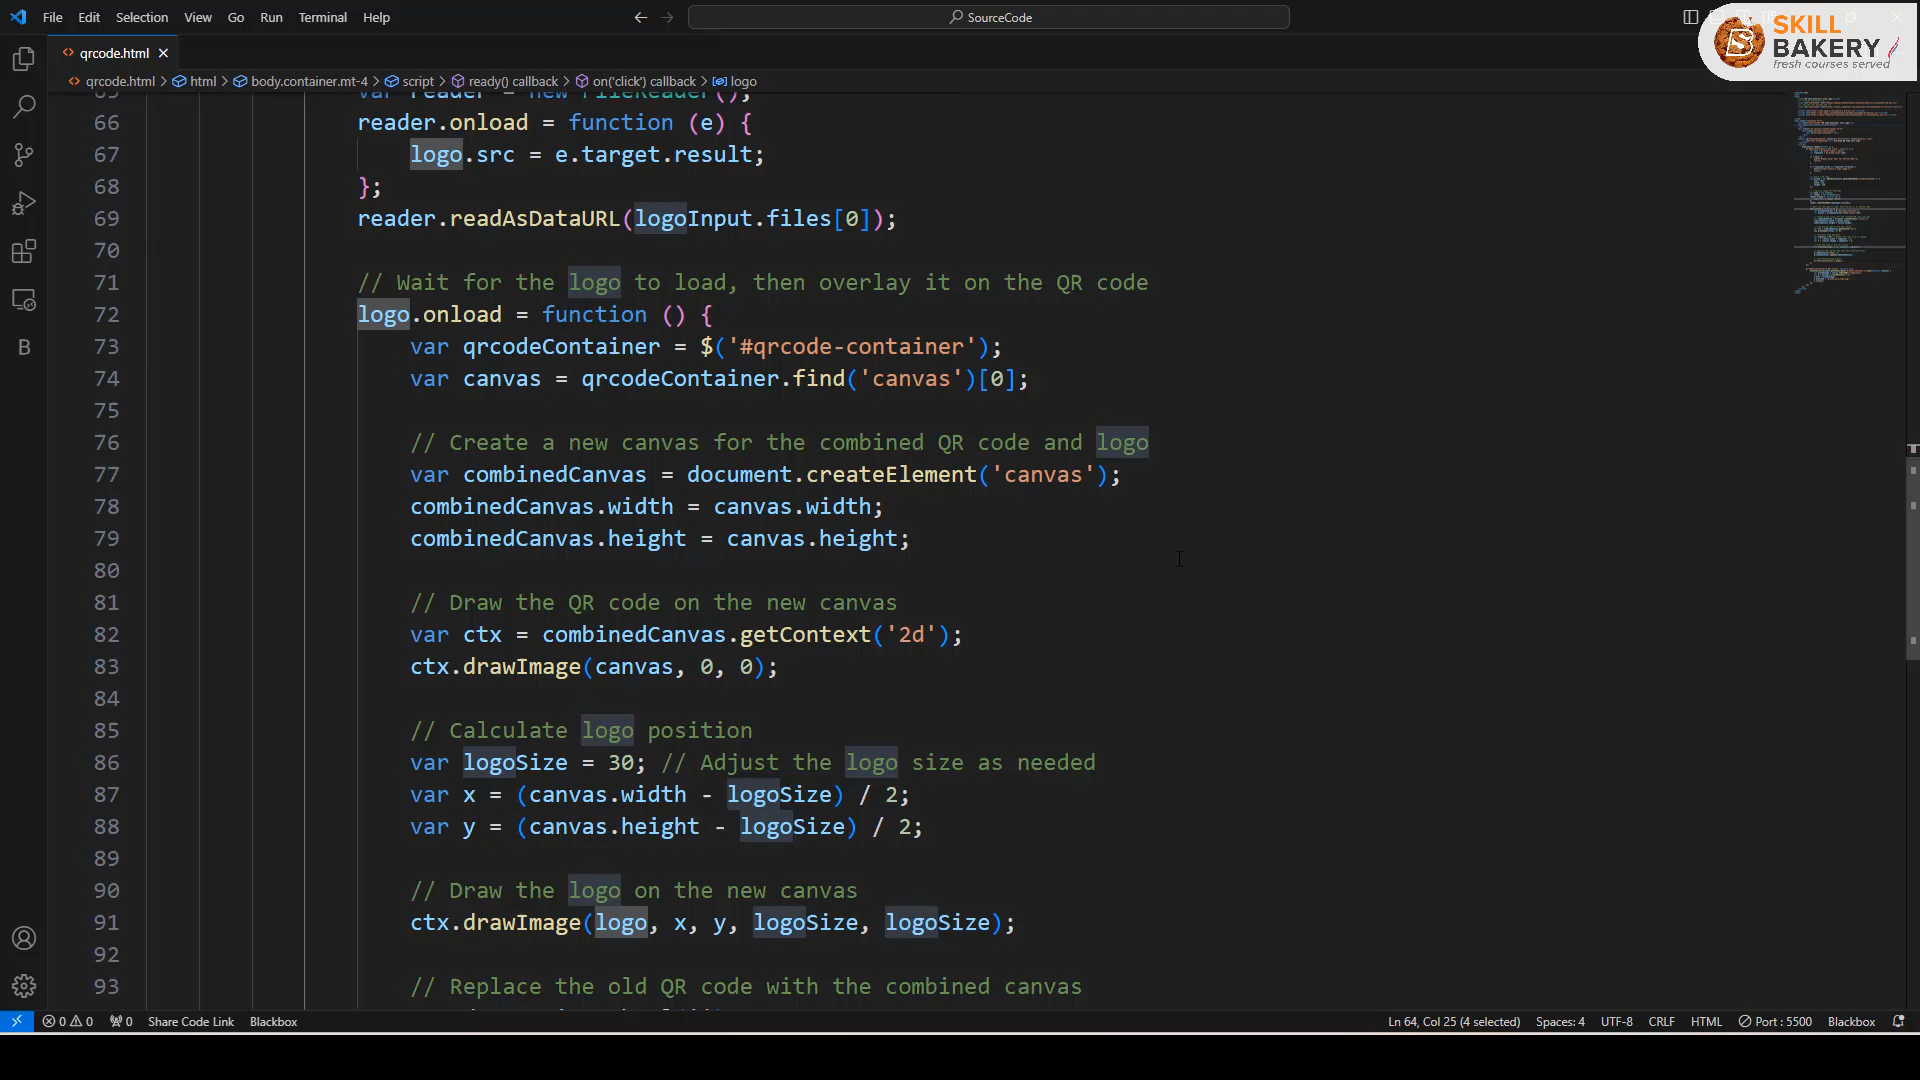 File Edit Selection View Go Run Terminal Help
SourceCode
SKILL
BAKERY
fresh courses served
qrcode.html
qrcode.html > html > body.container.mt-4 > script > ready() callback > on('click') callback > logo
65 var reader = new FileReader();
66 reader.onload = function (e) {
67 logo.src = e.target.result;
68 };
69 reader.readAsDataURL(logoInput.files[0]);
70
71 // Wait for the logo to load, then overlay it on the QR code
72 logo.onload = function () {
73 var qrcodeContainer = $('#qrcode-container');
74 var canvas = qrcodeContainer.find('canvas')[0];
75
76 // Create a new canvas for the combined QR code and logo
77 var combinedCanvas = document.createElement('canvas');
78 combinedCanvas.width = canvas.width;
79 combinedCanvas.height = canvas.height;
80
81 // Draw the QR code on the new canvas
82 var ctx = combinedCanvas.getContext('2d');
83 ctx.drawImage(canvas, 0, 0);
84
85 // Calculate logo position
86 var logoSize = 30; // Adjust the logo size as needed
87 var x = (canvas.width - logoSize) / 2;
88 var y = (canvas.height - logoSize) / 2;
89
90 // Draw the logo on the new canvas
91 ctx.drawImage(logo, x, y, logoSize, logoSize);
92
93 // Replace the old QR code with the combined canvas
0 0 0 Share Code Link Blackbox Ln 64, Col 25 (4 selected) Spaces: 4 UTF-8 CRLF HTML Port : 5500 Blackbox